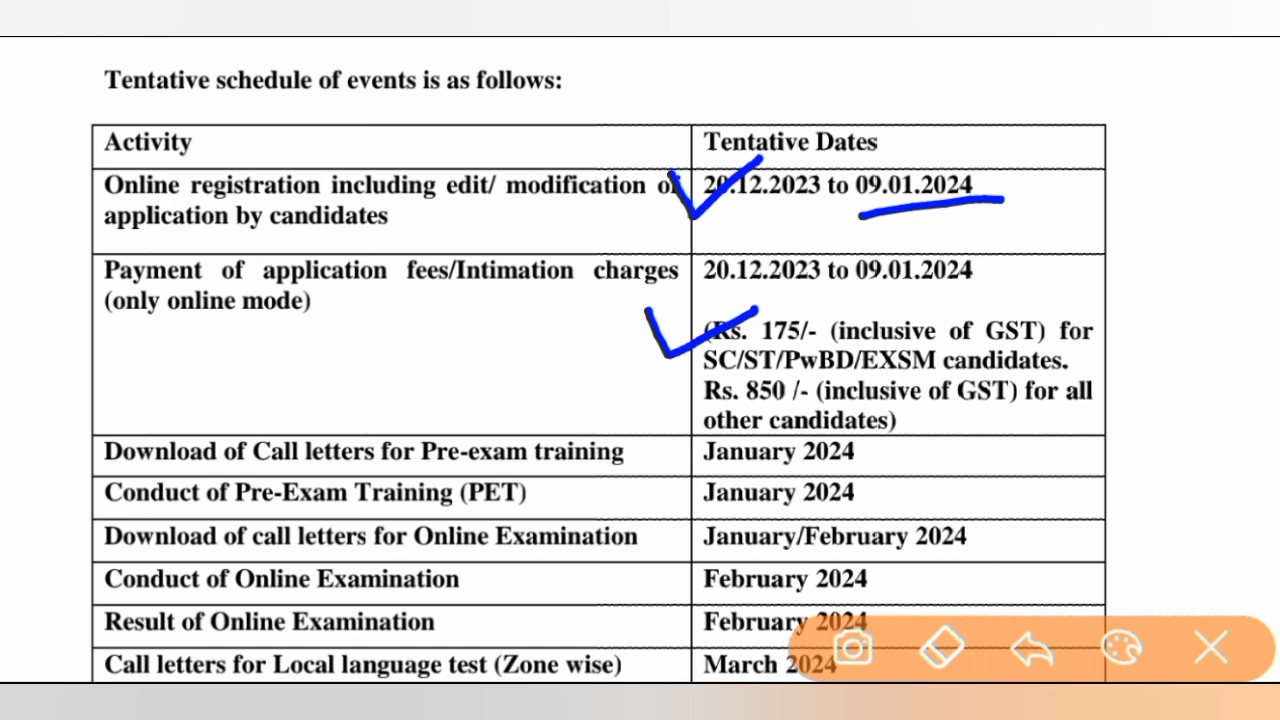 Tentative schedule of events is as follows:
Activity
Tentative Dates
Online registration including edit/ modification of
application by candidates
20.12.2023 to 09.01.2024
Payment of application fees/Intimation charges
(only online mode)
20.12.2023 to 09.01.2024
(Rs. 175/- (inclusive of GST) for
SC/ST/PwBD/EXSM candidates.
Rs. 850 /- (inclusive of GST) for all
other candidates)
Download of Call letters for Pre-exam training
January 2024
Conduct of Pre-Exam Training (PET)
January 2024
Download of call letters for Online Examination
January/February 2024
Conduct of Online Examination
February 2024
Result of Online Examination
February 2024
Call letters for Local language test (Zone wise)
March 2024